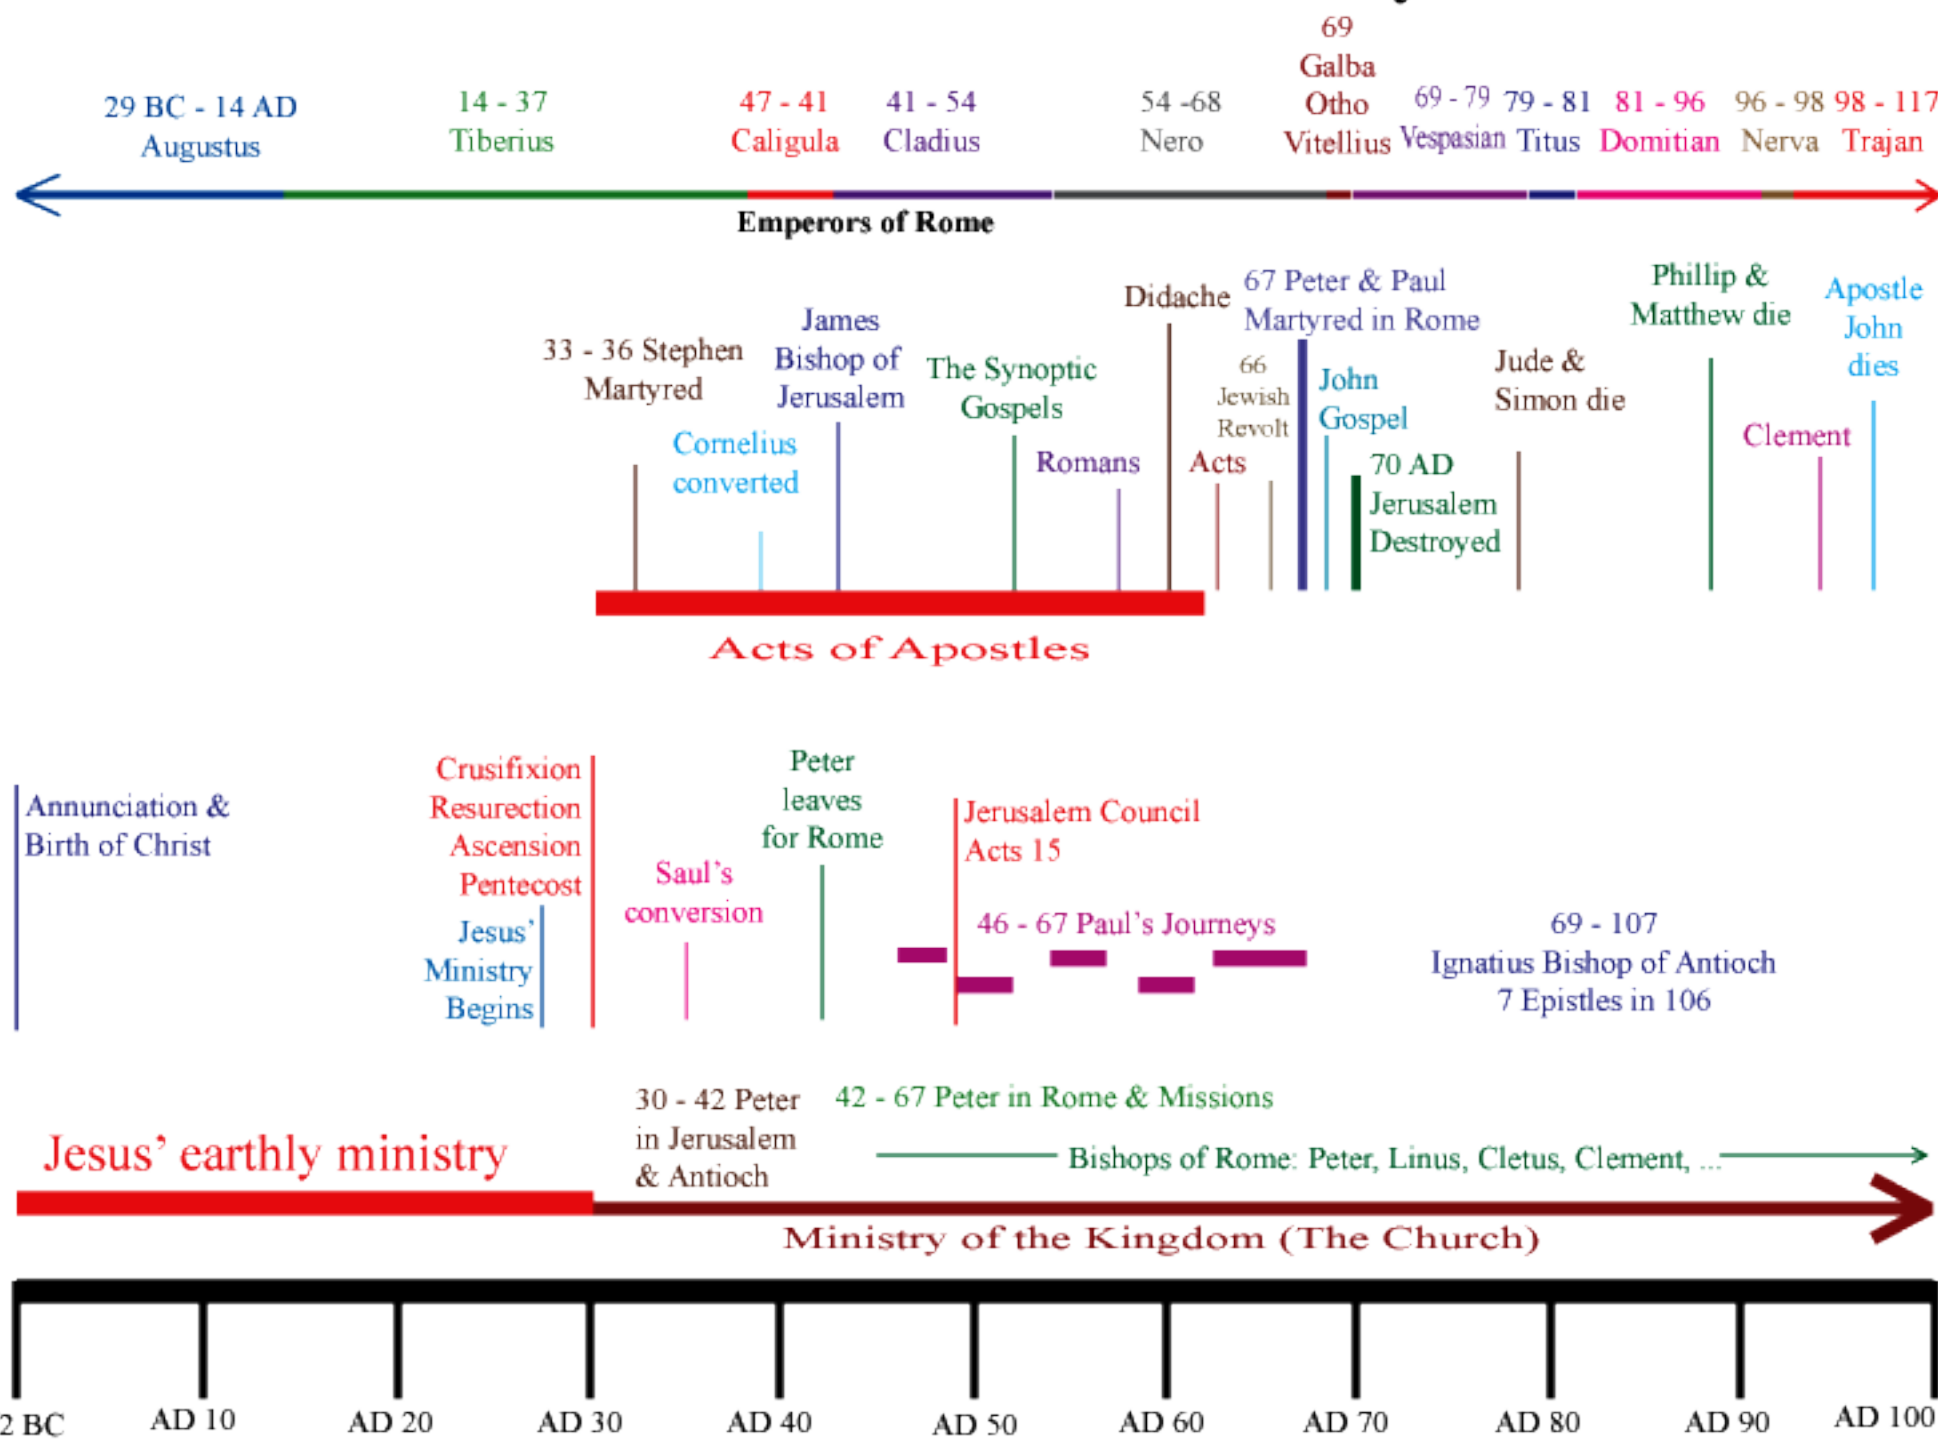 29 BC - 14 AD
Augustus
14 - 37
Tiberius
47 - 41
Caligula
41 - 54
Cladius
54 -68
Nero
69
Galba
Otho
Vitellius
69 - 79
Vespasian
79 - 81
Titus
81 - 96
Domitian
96 - 98
Nerva
98 - 117
Trajan
Emperors of Rome
33 - 36 Stephen
Martyred
Cornelius
converted
James
Bishop of
Jerusalem
The Synoptic
Gospels
Romans
Didache
Acts
66
Jewish
Revolt
67 Peter & Paul
Martyred in Rome
John
Gospel
70 AD
Jerusalem
Destroyed
Jude &
Simon die
Phillip &
Matthew die
Clement
Apostle
John
dies
Acts of Apostles
Annunciation &
Birth of Christ
Crusifixion
Resurection
Ascension
Pentecost
Jesus'
Ministry
Begins
Saul's
conversion
Peter
leaves
for Rome
Jerusalem Council
Acts 15
46 - 67 Paul's Journeys
69 - 107
Ignatius Bishop of Antioch
7 Epistles in 106
Jesus' earthly ministry
30 - 42 Peter
in Jerusalem
& Antioch
42 - 67 Peter in Rome & Missions
Bishops of Rome: Peter, Linus, Cletus, Clement, ...
Ministry of the Kingdom (The Church)
2 BC
AD 10
AD 20
AD 30
AD 40
AD 50
AD 60
AD 70
AD 80
AD 90
AD 100